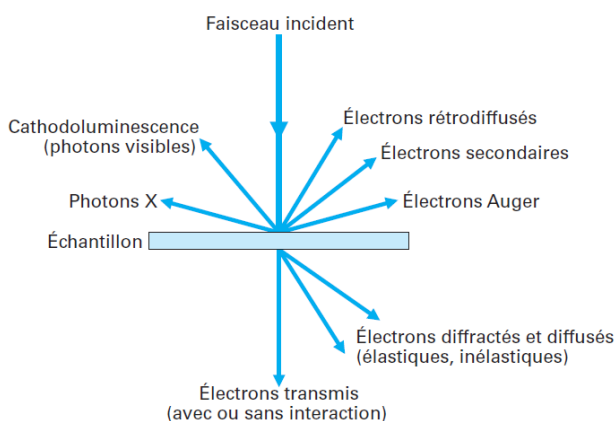 Faisceau incident
Électrons rétrodiffusés
Cathodoluminescence
(photons visibles)
Électrons secondaires
Photons X
Électrons Auger
Échantillon
Électrons diffractés et diffusés
(élastiques, inélastiques)
Électrons transmis
(avec ou sans interaction)